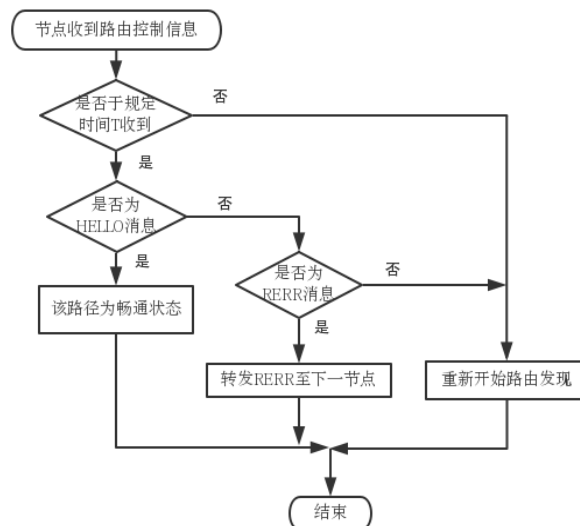 节点收到路由控制信息
是否于规定
时间T收到
否
是
是否为
HELLO消息
否
是
是否为
RERR消息
否
该路径为畅通状态
是
转发RERR至下一节点
重新开始路由发现
结束